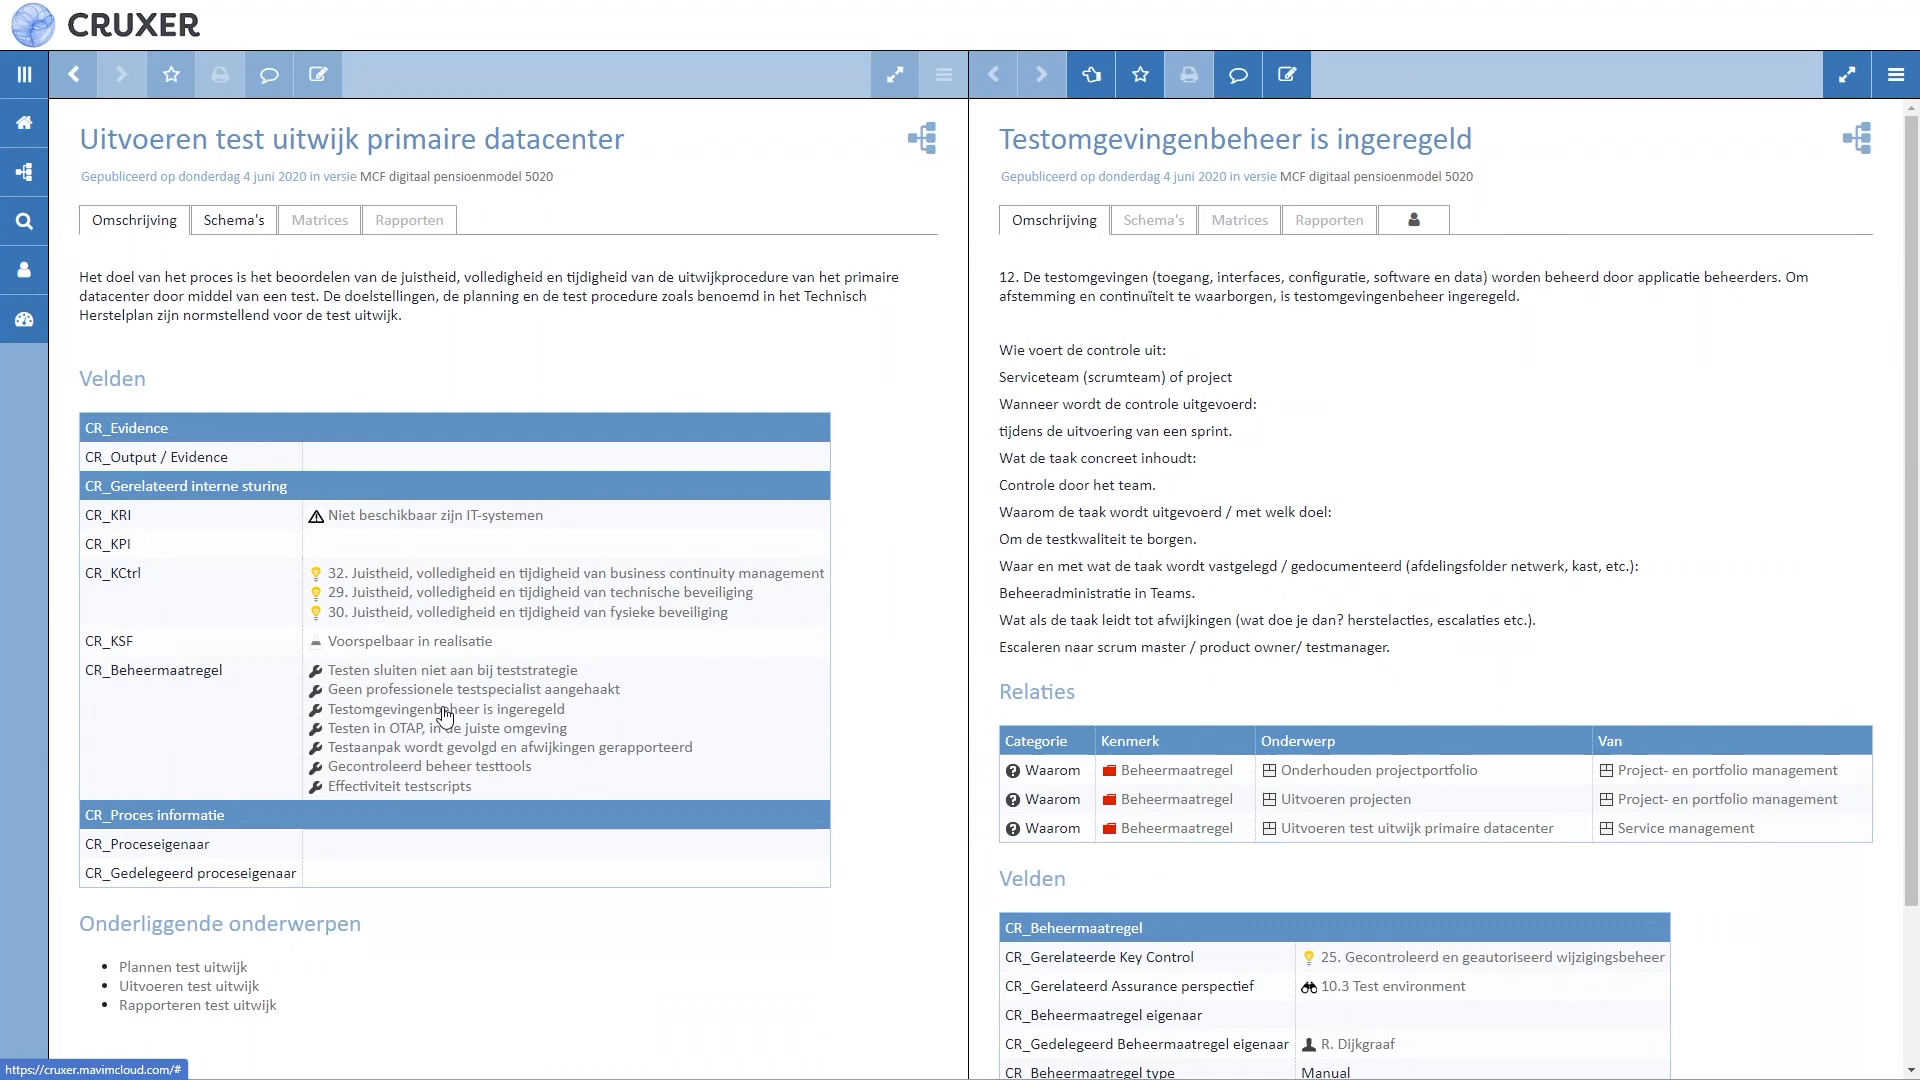 CRUXER
Uitvoeren test uitwijk primaire datacenter
Gepubliceerd op donderdag 4 juni 2020 in versie MCF digitaal pensioenmodel 5020
Omschrijving Schema's Matrices Rapporten
Het doel van het proces is het beoordelen van de juistheid, volledigheid en tijdigheid van de uitwijkprocedure van het primaire
datacenter door middel van een test. De doelstellingen, de planning en de test procedure zoals benoemd in het Technisch
Herstelplan zijn normstellend voor de test uitwijk.
Velden
CR_Evidence
CR_Output / Evidence
CR_Gerelateerd interne sturing
CR_KRI Niet beschikbaar zijn IT-systemen
CR_KPI
CR_KCtrl 32. Juistheid, volledigheid en tijdigheid van business continuity management
29. Juistheid, volledigheid en tijdigheid van technische beveiliging
30. Juistheid, volledigheid en tijdigheid van fysieke beveiliging
CR_KSF Voorspelbaar in realisatie
CR_Beheermaatregel Testen sluiten niet aan bij teststrategie
Geen professionele testspecialist aangehaakt
Testomgevingenbeheer is ingeregeld
Testen in OTAP, in de juiste omgeving
Testaanpak wordt gevolgd en afwijkingen gerapporteerd
Gecontroleerd beheer testtools
Effectiviteit testscripts
CR_Proces informatie
CR_Proceseigenaar
CR_Gedelegeerd proceseigenaar
Onderliggende onderwerpen
Plannen test uitwijk
Uitvoeren test uitwijk
Rapporteren test uitwijk
https://cruxer.mavimcloud.com/#
Testomgevingenbeheer is ingeregeld
Gepubliceerd op donderdag 4 juni 2020 in versie MCF digitaal pensioenmodel 5020
Omschrijving Schema's Matrices Rapporten
12. De testomgevingen (toegang, interfaces, configuratie, software en data) worden beheerd door applicatie beheerders. Om
afstemming en continuïteit te waarborgen, is testomgevingenbeheer ingeregeld.
Wie voert de controle uit:
Serviceteam (scrumteam) of project
Wanneer wordt de controle uitgevoerd:
tijdens de uitvoering van een sprint.
Wat de taak concreet inhoudt:
Controle door het team.
Waarom de taak wordt uitgevoerd / met welk doel:
Om de testkwaliteit te borgen.
Waar en met wat de taak wordt vastgelegd / gedocumenteerd (afdelingsfolder netwerk, kast, etc.):
Beheeradministratie in Teams.
Wat als de taak leidt tot afwijkingen (wat doe je dan? herstelacties, escalaties etc.).
Escaleren naar scrum master / product owner/ testmanager.
Relaties
Categorie Kenmerk Onderwerp Van
Waarom Beheermaatregel Onderhouden projectportfolio Project- en portfolio management
Waarom Beheermaatregel Uitvoeren projecten Project- en portfolio management
Waarom Beheermaatregel Uitvoeren test uitwijk primaire datacenter Service management
Velden
CR_Beheermaatregel
CR_Gerelateerde Key Control 25. Gecontroleerd en geautoriseerd wijzigingsbeheer
CR_Gerelateerd Assurance perspectief 10.3 Test environment
CR_Beheermaatregel eigenaar
CR_Gedelegeerd Beheermaatregel eigenaar R. Dijkgraaf
CR_Beheermaatregel type Manual